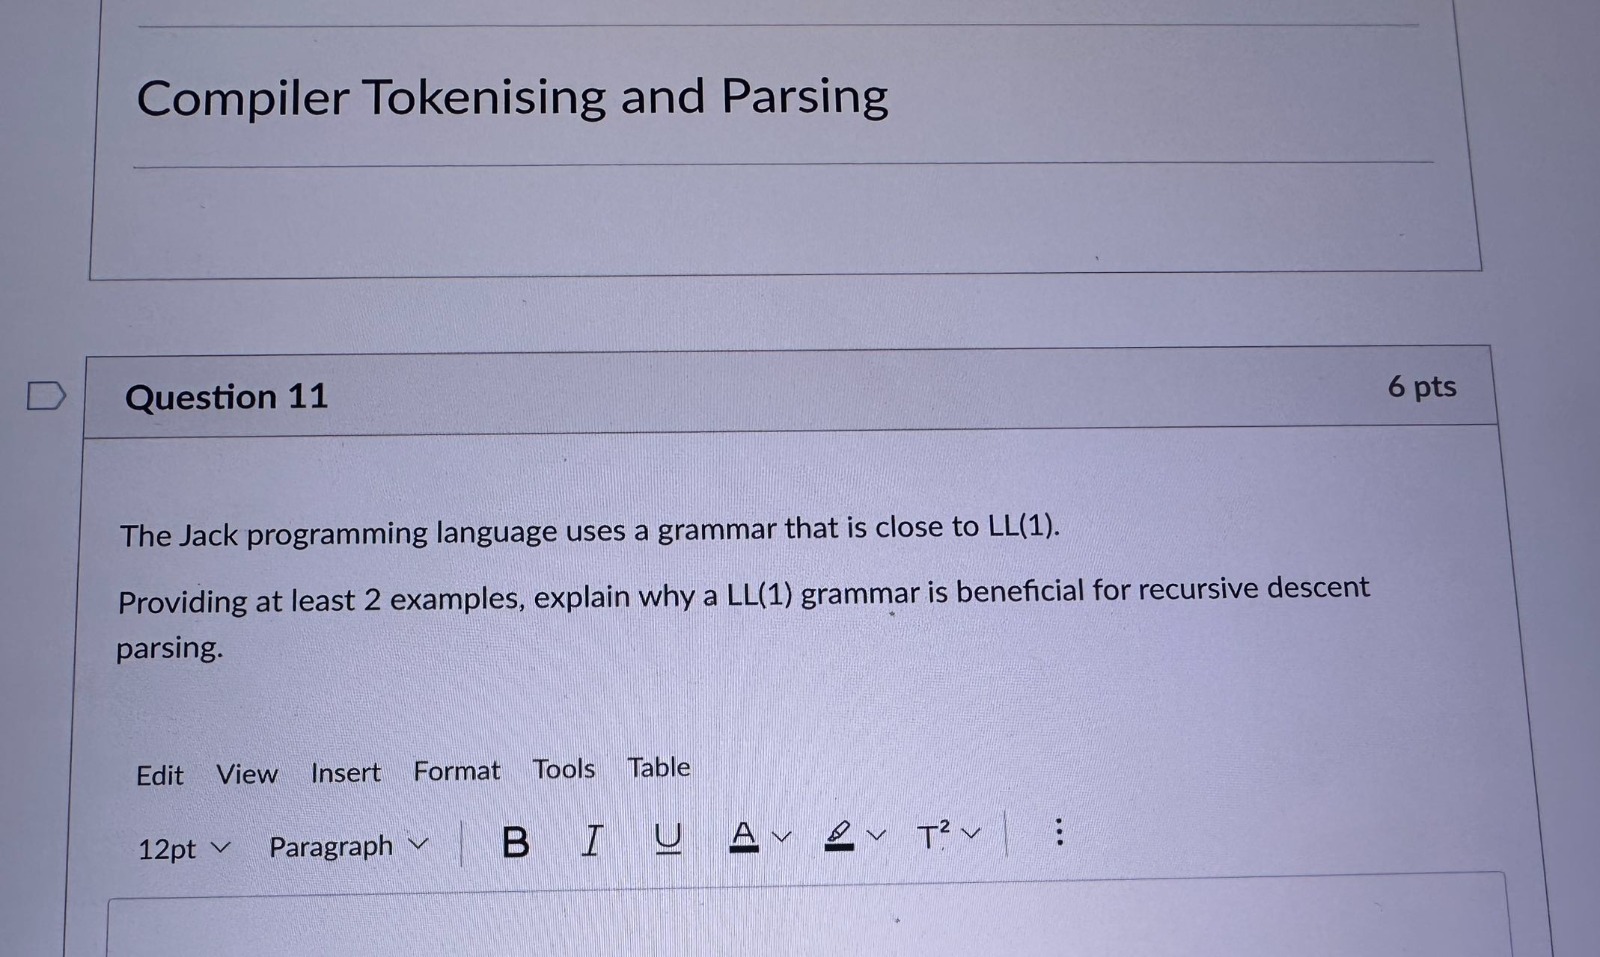 Compiler Tokenising and Parsing
Question 11
6 pts
The Jack programming language uses a grammar that is close to LL(1).
Providing at least 2 examples, explain why a LL(1) grammar is beneficial for recursive descent
parsing.
Edit View Insert Format Tools Table
12pt Paragraph B I U A T²